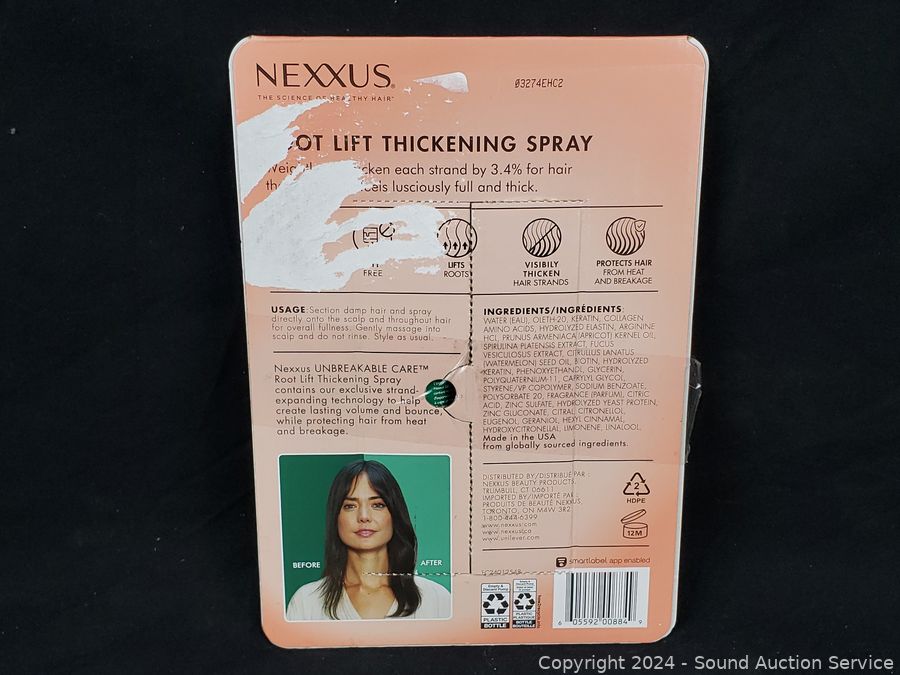 NEXXUS®
THE SCIENCE OF HEALTHY HAIR™
03274EHC2
OOT LIFT THICKENING SPRAY
cken each strand by 3.4% for hair
lusciously full and thick.
FREE
LIFTS
ROOTS
VISIBILY
THICKEN
HAIR STRANDS
PROTECTS HAIR
FROM HEAT
AND BREAKAGE
USAGE: Section damp hair and spray
directly onto the scalp and throughout hair
for overall fullness. Gently massage into
scalp and do not rinse. Style as usual.
Nexxus UNBREAKABLE CARE™
Root Lift Thickening Spray
contains our exclusive strand-
expanding technology to help
create lasting volume and bounce,
while protecting hair from heat
and breakage.
BEFORE
AFTER
INGREDIENTS/INGRÉDIENTS:
WATER (EAU), OLETH-20, KERATIN, COLLAGEN
AMINO ACIDS, HYDROLYZED ELASTIN, ARGININE
HCL, PRUNUS ARMENIACA (APRICOT) KERNEL OIL,
SPIRULINA PLATENSIS EXTRACT, FUCUS
VESICULOSUS EXTRACT, CITRULLUS LANATUS
(WATERMELON) SEED OIL, BIOTIN, HYDROLYZED
KERATIN, PHENOXYETHANOL, GLYCERIN,
POLYQUATERNIUM-11, CAPRYLYL GLYCOL,
STYRENE/VP COPOLYMER, SODIUM BENZOATE,
POLYSORBATE 20, FRAGRANCE (PARFUM), CITRIC
ACID, ZINC SULFATE, HYDROLYZED YEAST PROTEIN,
ZINC GLUCONATE, CITRAL, CITRONELLOL,
EUGENOL, GERANIOL, HEXYL CINNAMAL,
HYDROXYCITRONELLAL, LIMONENE, LINALOOL.
Made in the USA
from globally sourced ingredients.
DISTRIBUTED BY/DISTRIBUÉ PAR :
NEXXUS BEAUTY PRODUCTS,
TRUMBULL, CT 06611
IMPORTED BY/IMPORTÉ PAR :
PRODUITS DE BEAUTÉ NEXXUS,
TORONTO, ON M4W 3R2
1-800-444-6399
www.nexxus.com
www.nexxus.ca
www.unilever.com
2
HDPE
12M
smartlabel app enabled
Empty &
PLASTIC
BOTTLE
PLASTIC
BOTTLE
BOUTEILLE
6 05592 00884 9
Copyright 2024 - Sound Auction Service